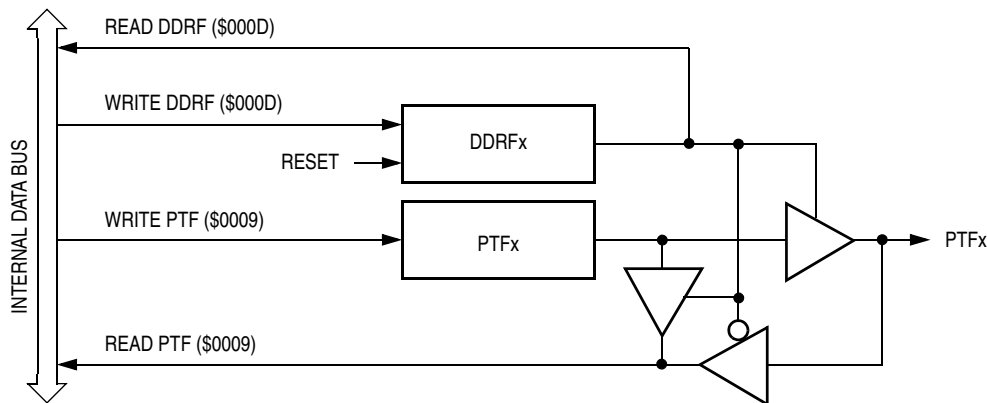 READ DDRF ($000D)
WRITE DDRF ($000D)
DDRFx
RESET
WRITE PTF ($0009)
PTFx
PTFx
READ PTF ($0009)
INTERNAL DATA BUS